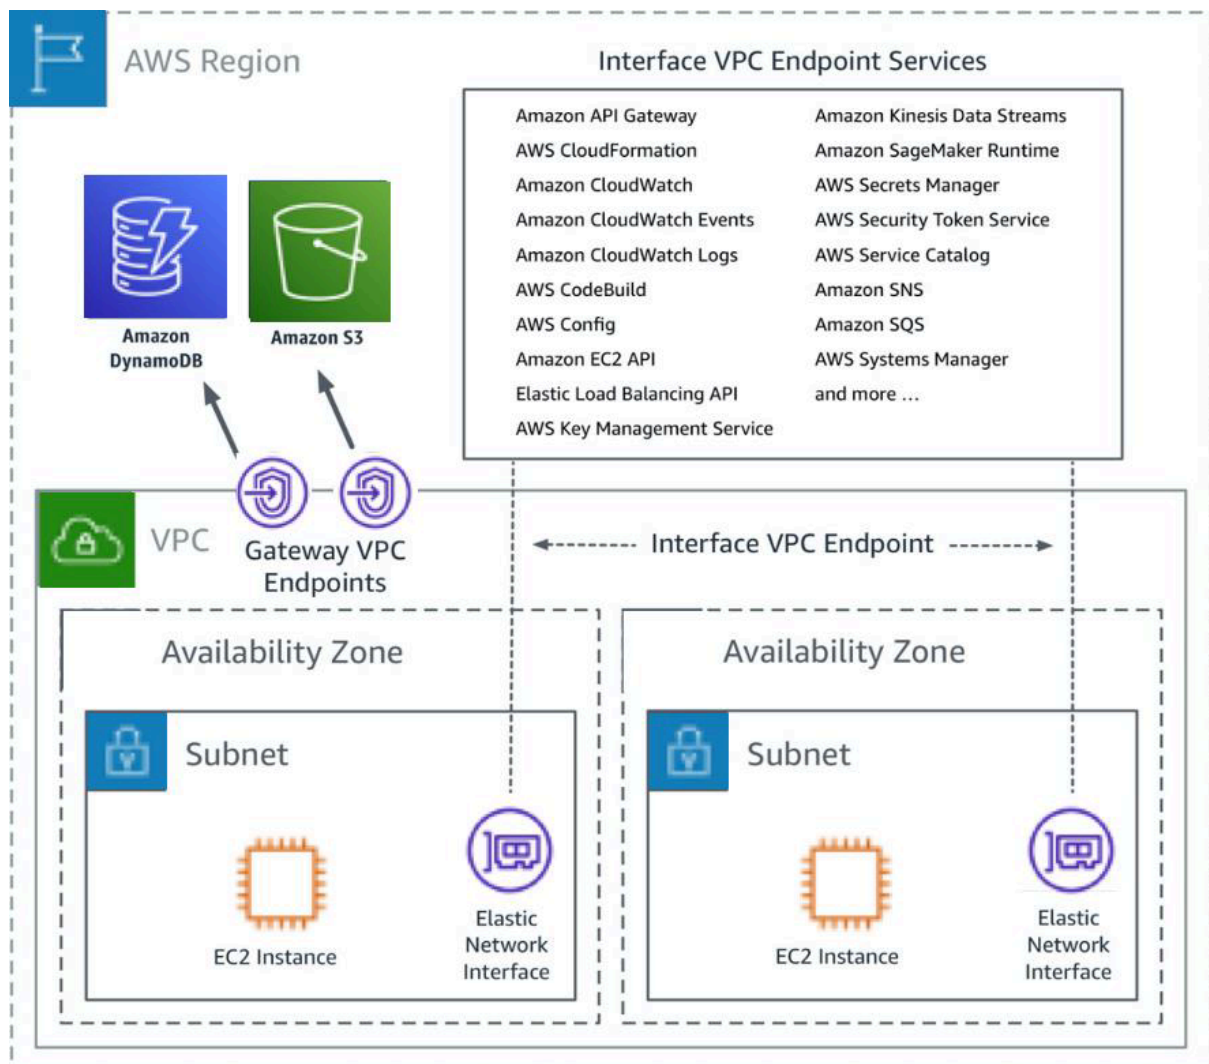 AWS Region
Interface VPC Endpoint Services
Amazon API Gateway
AWS CloudFormation
Amazon CloudWatch
Amazon CloudWatch Events
Amazon CloudWatch Logs
AWS CodeBuild
AWS Config
Amazon EC2 API
Elastic Load Balancing API
AWS Key Management Service
Amazon Kinesis Data Streams
Amazon SageMaker Runtime
AWS Secrets Manager
AWS Security Token Service
AWS Service Catalog
Amazon SNS
Amazon SQS
AWS Systems Manager
and more ...
Amazon
DynamoDB
Amazon S3
VPC
Gateway VPC
Endpoints
Interface VPC Endpoint
Availability Zone
Subnet
EC2 Instance
Elastic
Network
Interface
Availability Zone
Subnet
EC2 Instance
Elastic
Network
Interface